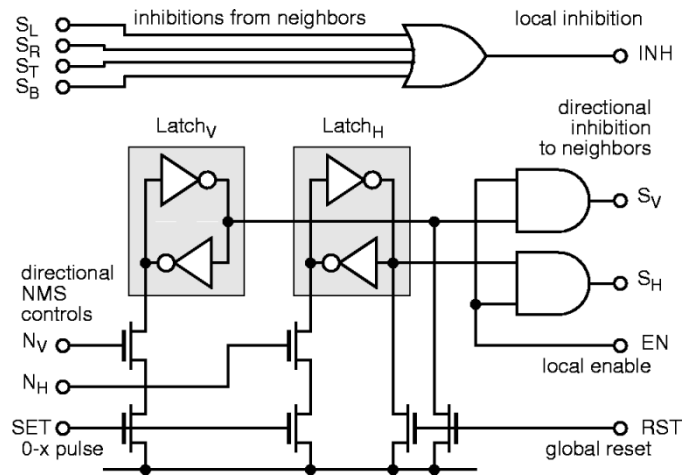 S_L
S_R
S_T
S_B
inhibitions from neighbors
local inhibition
INH
Latch_V
Latch_H
directional
inhibition
to neighbors
S_V
S_H
directional
NMS
controls
N_V
N_H
EN
local enable
SET
0-x pulse
RST
global reset